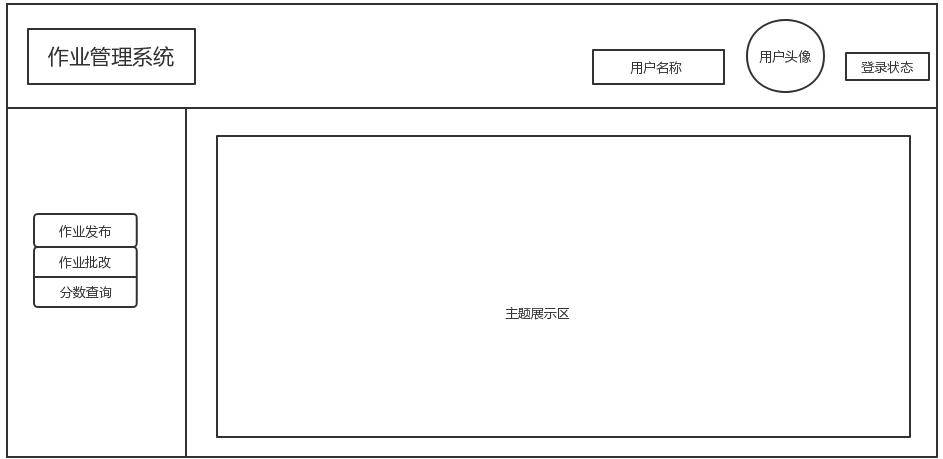 作业管理系统
用户名称
用户头像
登录状态
作业发布
作业批改
分数查询
主题展示区